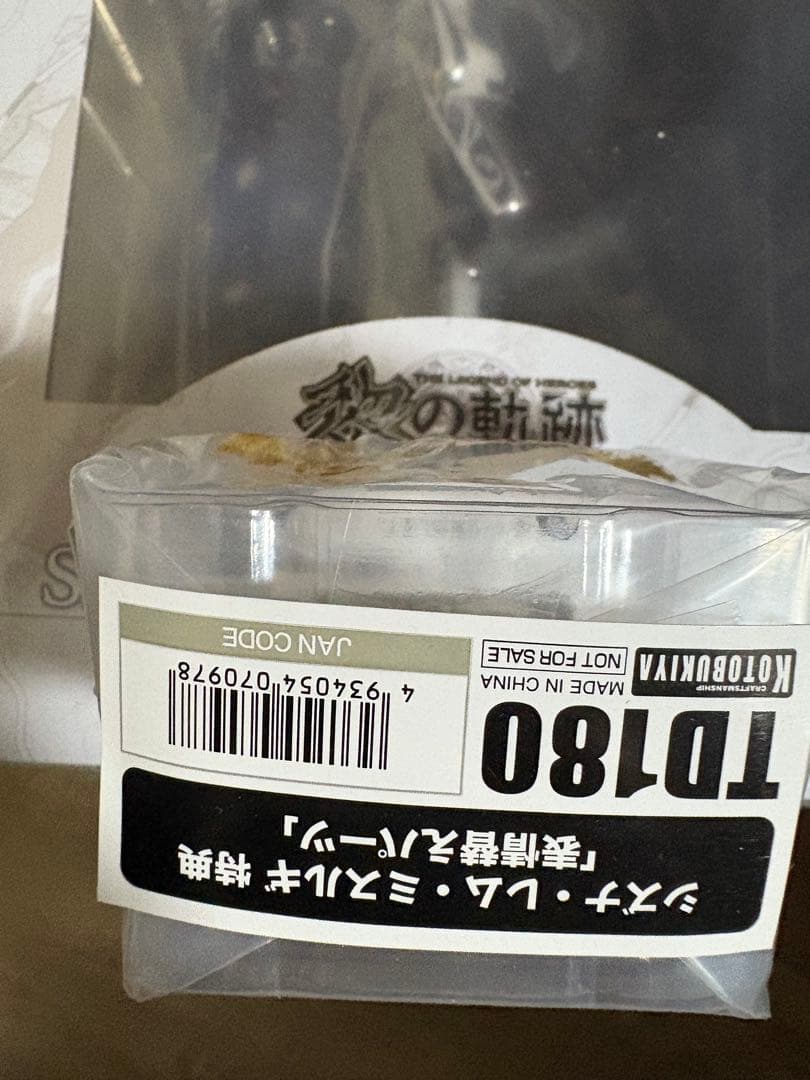 THE LEGEND OF HEROES
黎の軌跡
S
シズナ・レム・ミスルギ 特典
「表情替えパーツ」
TD180
CRAFTSMANSHIP
KOTOBUKIYA
MADE IN CHINA
NOT FOR SALE
4 934054 070978
JAN CODE